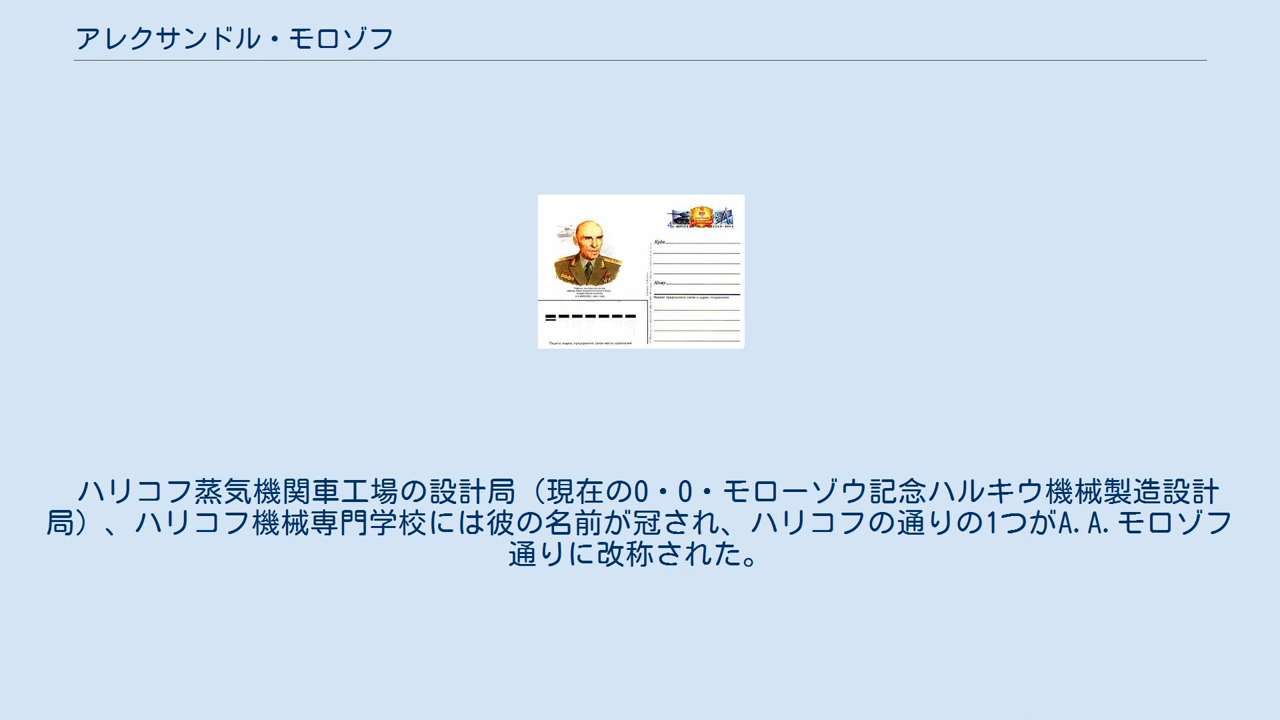 アレクサンドル・モロゾフ
Куда
Кому
ハリコフ蒸気機関車工場の設計局（現在のO・O・モローゾウ記念ハルキウ機械製造設計
局）、ハリコフ機械専門学校には彼の名前が冠され、ハリコフの通りの1つがA.A.モロゾフ
通りに改称された。